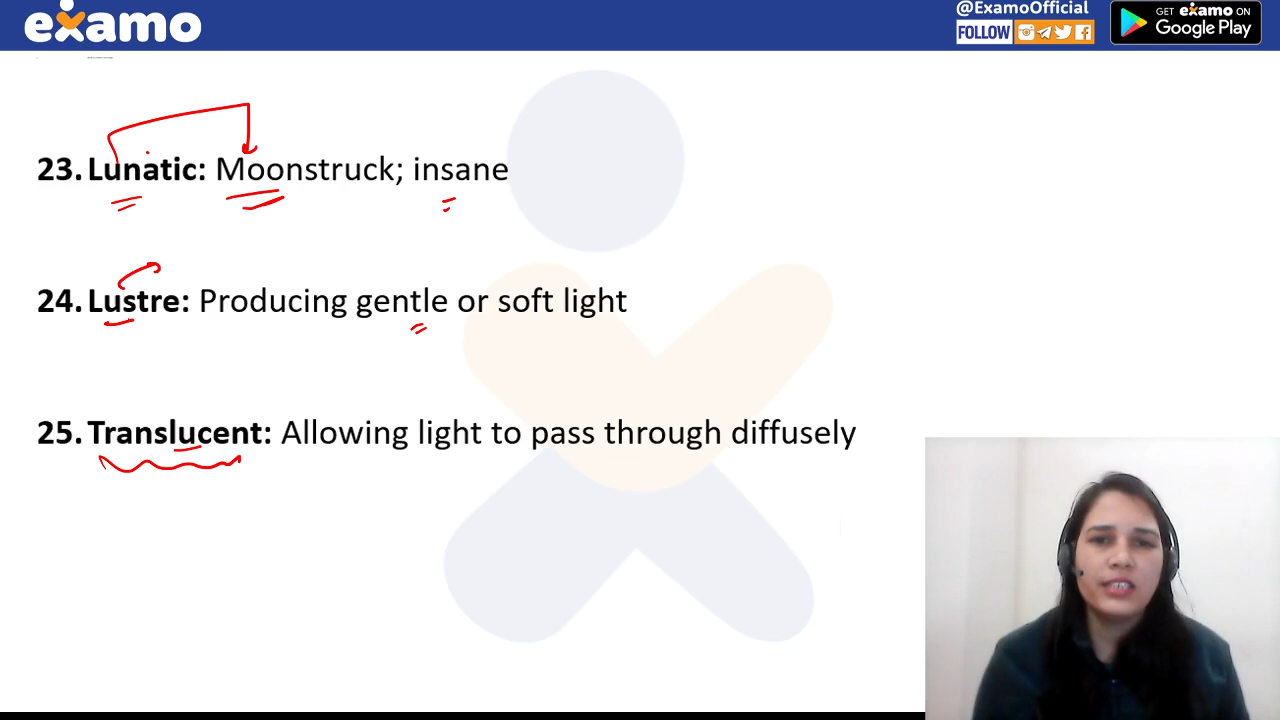 examo
@ExamoOfficial
FOLLOW
GET examo ON
Google Play
23. Lunatic: Moonstruck; insane
24. Lustre: Producing gentle or soft light
25. Translucent: Allowing light to pass through diffusely